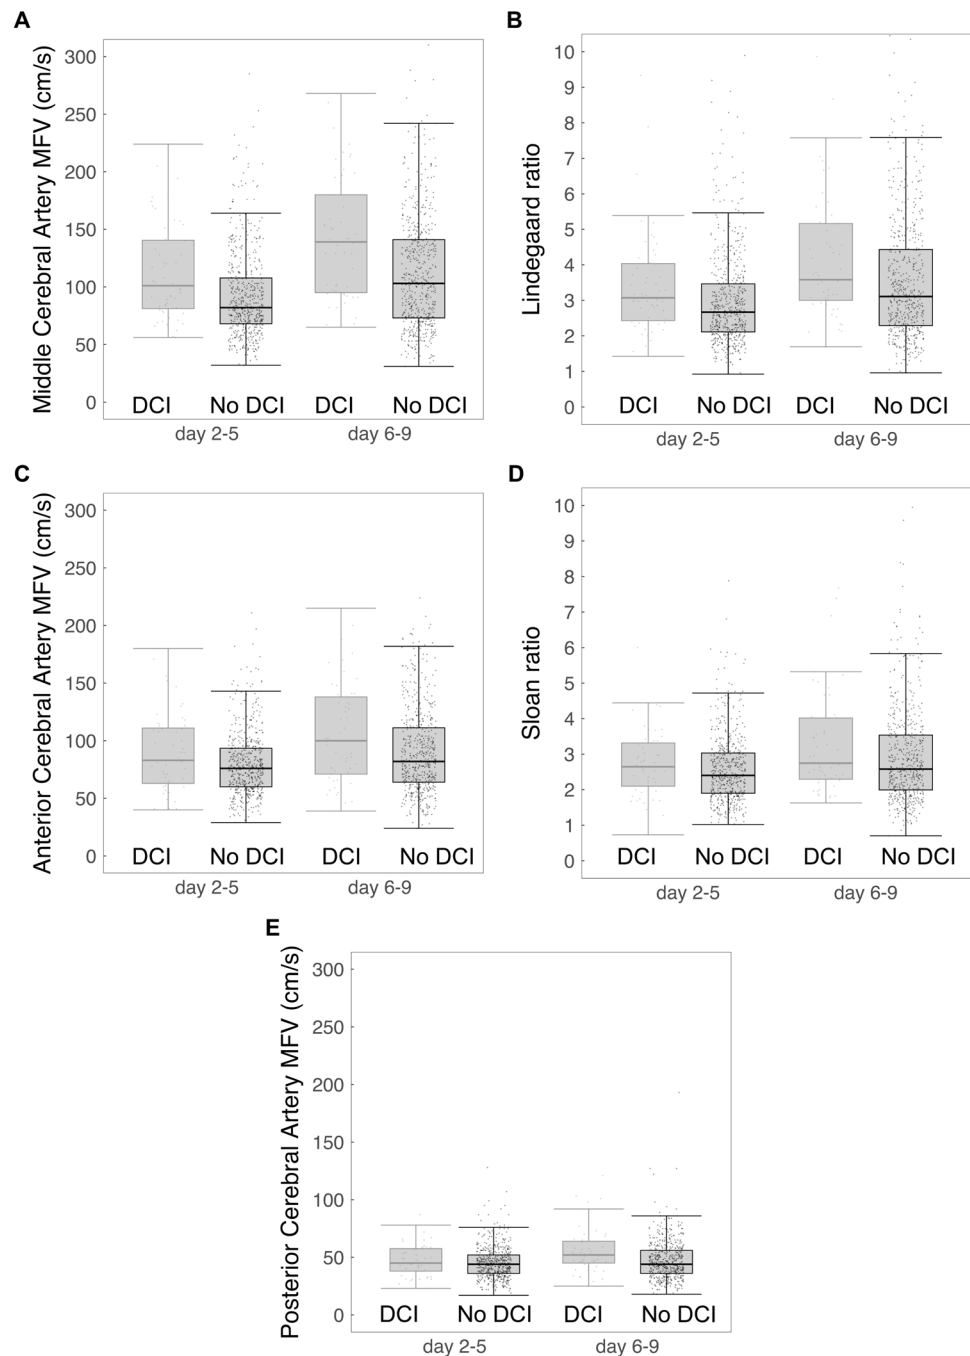 A
Middle Cerebral Artery MFV (cm/s)
300
250
200
150
100
50
0
DCI No DCI DCI No DCI
day 2-5 day 6-9
B
Lindegaard ratio
10
9
8
7
6
5
4
3
2
1
0
DCI No DCI DCI No DCI
day 2-5 day 6-9
C
Anterior Cerebral Artery MFV (cm/s)
300
250
200
150
100
50
0
DCI No DCI DCI No DCI
day 2-5 day 6-9
D
Sloan ratio
10
9
8
7
6
5
4
3
2
1
0
DCI No DCI DCI No DCI
day 2-5 day 6-9
E
Posterior Cerebral Artery MFV (cm/s)
300
250
200
150
100
50
0
DCI No DCI DCI No DCI
day 2-5 day 6-9